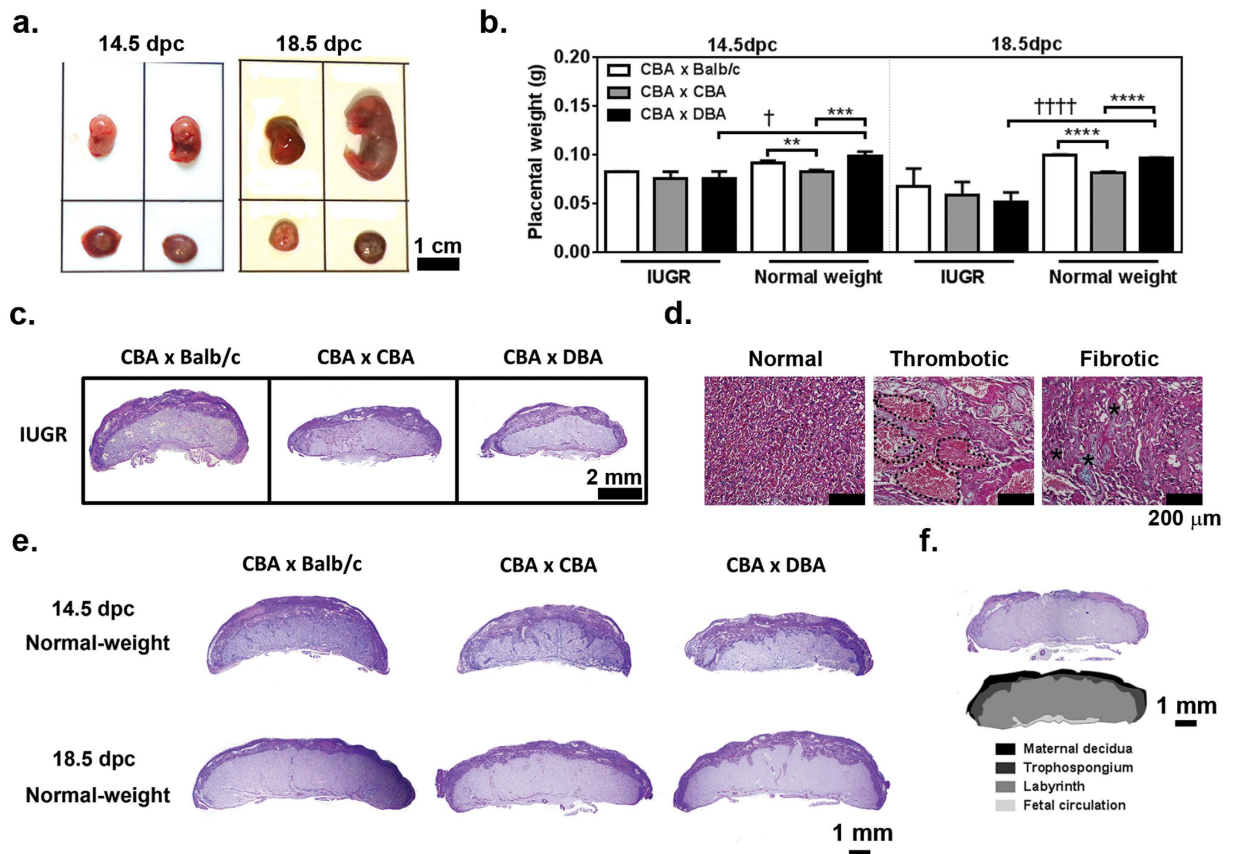 a.
14.5 dpc
18.5 dpc
1 cm
b.
14.5dpc
18.5dpc
Placental weight (g)
0.20
0.15
0.10
0.05
0.00
CBA x Balb/c
CBA x CBA
CBA x DBA
†
***
**
††††
****
****
IUGR
Normal weight
IUGR
Normal weight
c.
CBA x Balb/c
CBA x CBA
CBA x DBA
IUGR
2 mm
d.
Normal
Thrombotic
Fibrotic
*
*
*
200 μm
e.
CBA x Balb/c
CBA x CBA
CBA x DBA
14.5 dpc
Normal-weight
18.5 dpc
Normal-weight
1 mm
f.
1 mm
Maternal decidua
Trophospongium
Labyrinth
Fetal circulation